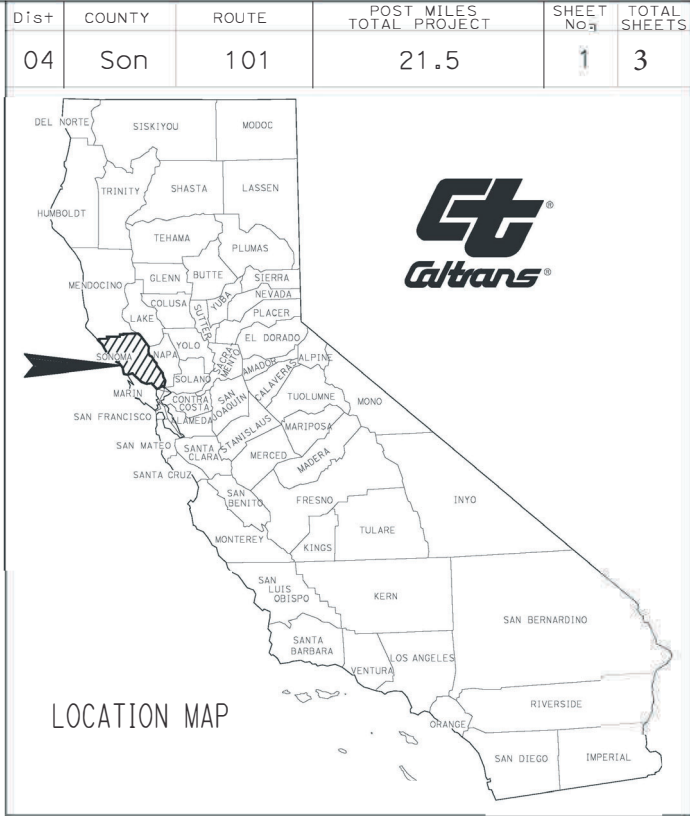 Dist COUNTY ROUTE POST MILES TOTAL PROJECT SHEET No. TOTAL SHEETS
04 Son 101 21.5 1 3
DEL NORTE
SISKIYOU
MODOC
TRINITY
SHASTA
LASSEN
HUMBOLDT
TEHAMA
PLUMAS
Ct ®
Caltrans ®
MENDOCINO
GLENN
BUTTE
SIERRA
COLUSA
YUBA
NEVADA
LAKE
SUTTER
PLACER
SONOMA
NAPA
YOLO
SACRAMENTO
EL DORADO
ALPINE
SOLANO
AMADOR
MARIN
CONTRA COSTA
SAN JOAQUIN
CALAVERAS
TUOLUMNE
MONO
SAN FRANCISCO
ALAMEDA
STANISLAUS
MARIPOSA
SAN MATEO
SANTA CLARA
MERCED
MADERA
SANTA CRUZ
SAN BENITO
FRESNO
INYO
MONTEREY
KINGS
TULARE
SAN LUIS OBISPO
KERN
SAN BERNARDINO
SANTA BARBARA
VENTURA
LOS ANGELES
LOCATION MAP
ORANGE
RIVERSIDE
SAN DIEGO
IMPERIAL